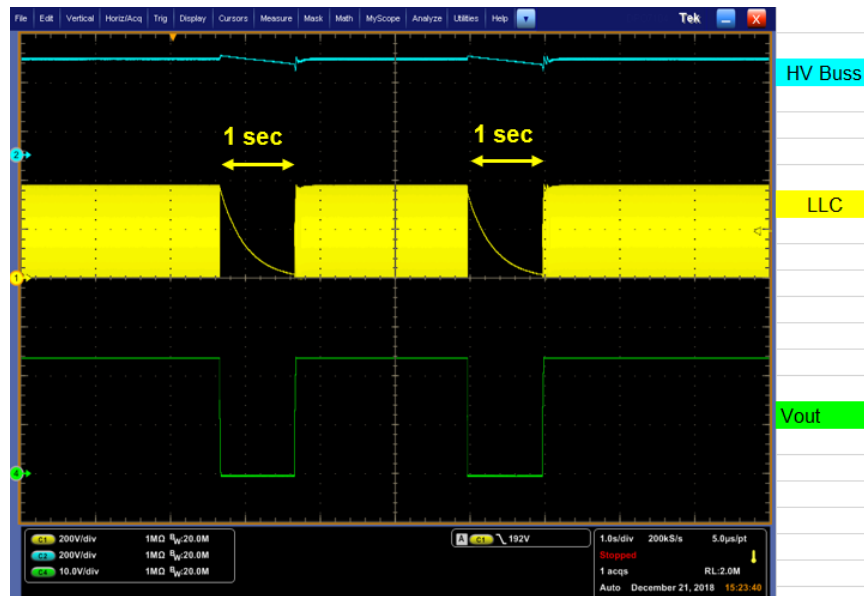 File Edit Vertical Horiz/Acq Trig Display Cursors Measure Mask Math MyScope Analyze Utilities Help Tek X
HV Buss
1 sec 1 sec
2
LLC
1
Vout
4
C1 200V/div 1MΩ BW:20.0M
C2 200V/div 1MΩ BW:20.0M
C4 10.0V/div 1MΩ BW:20.0M
A C1 192V
1.0s/div 200kS/s 5.0µs/pt
Stopped
1 acqs RL:2.0M
Auto December 21, 2018 15:23:40